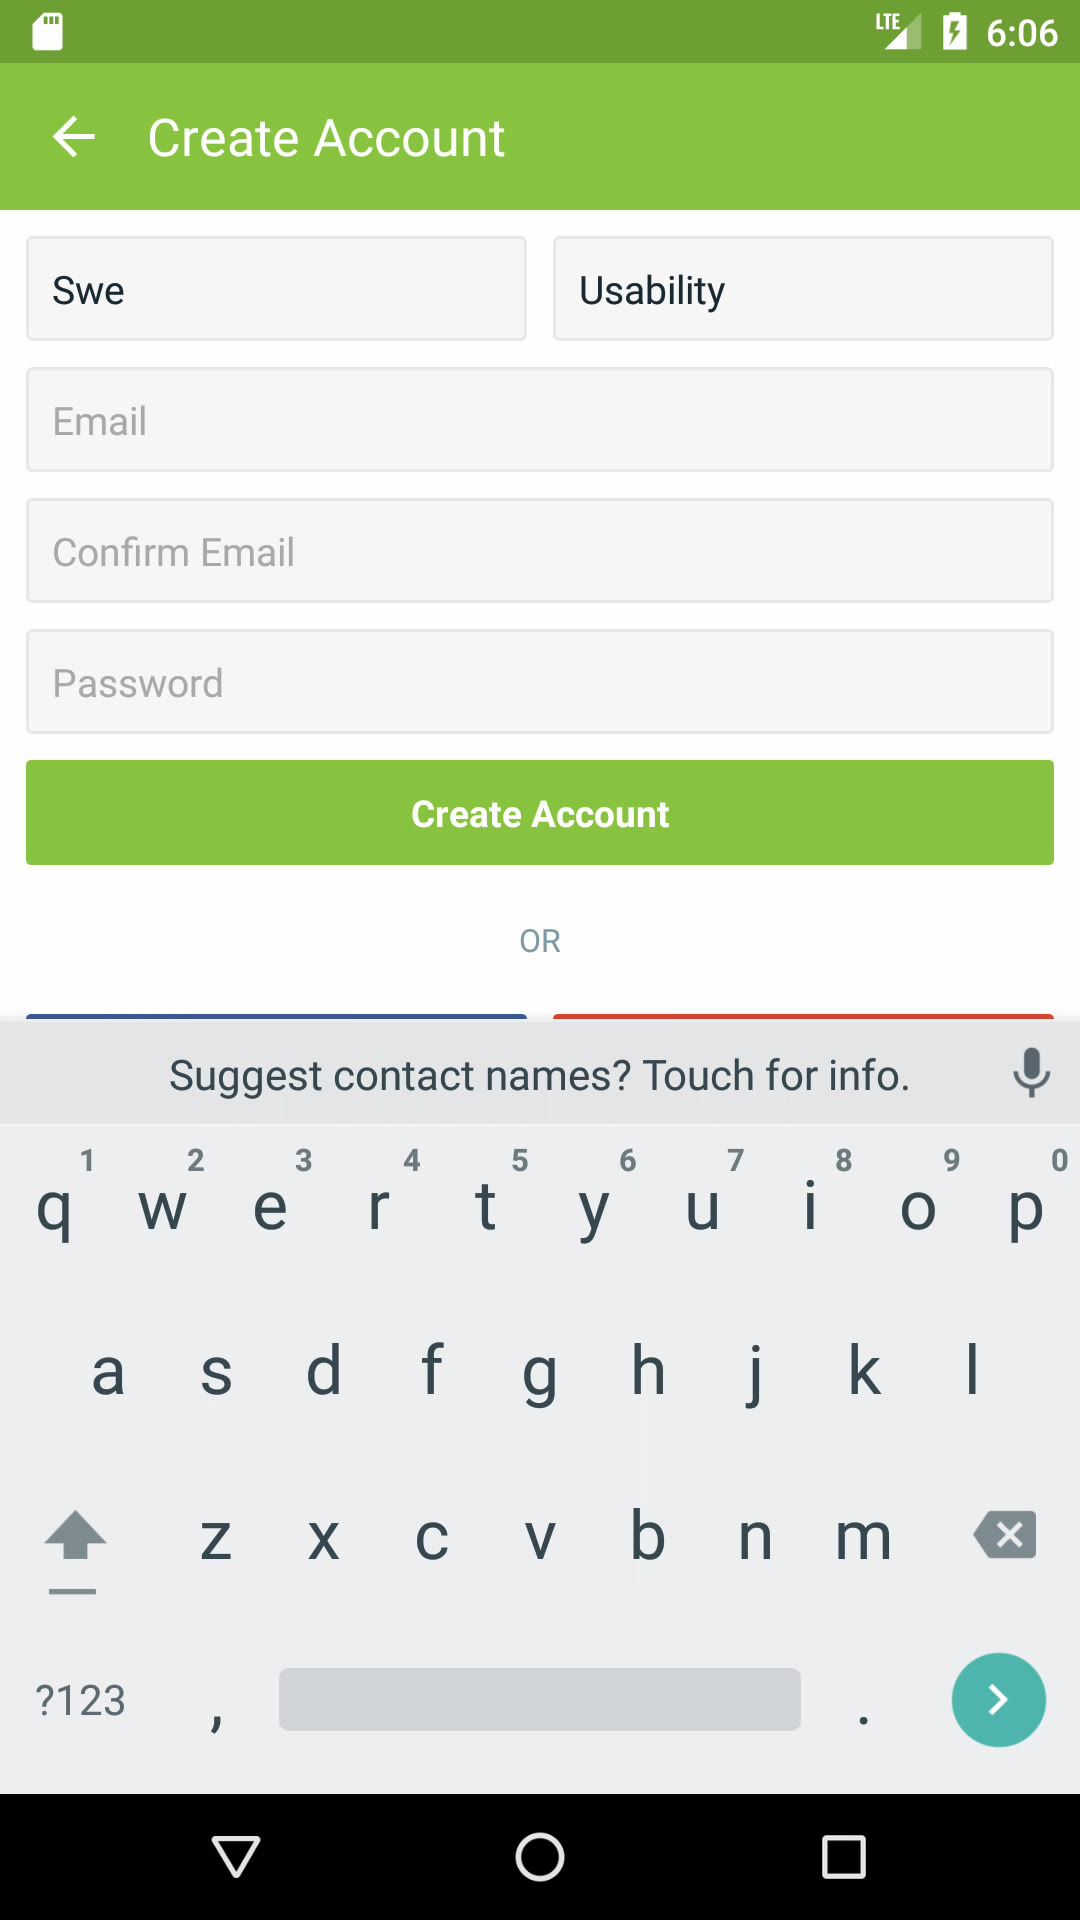 LTE 6:06
Create Account
Swe Usability
Email
Confirm Email
Password
Create Account
OR
Suggest contact names? Touch for info.
1 2 3 4 5 6 7 8 9 0
q w e r t y u i o p
a s d f g h j k l
z x c v b n m
?123 , .